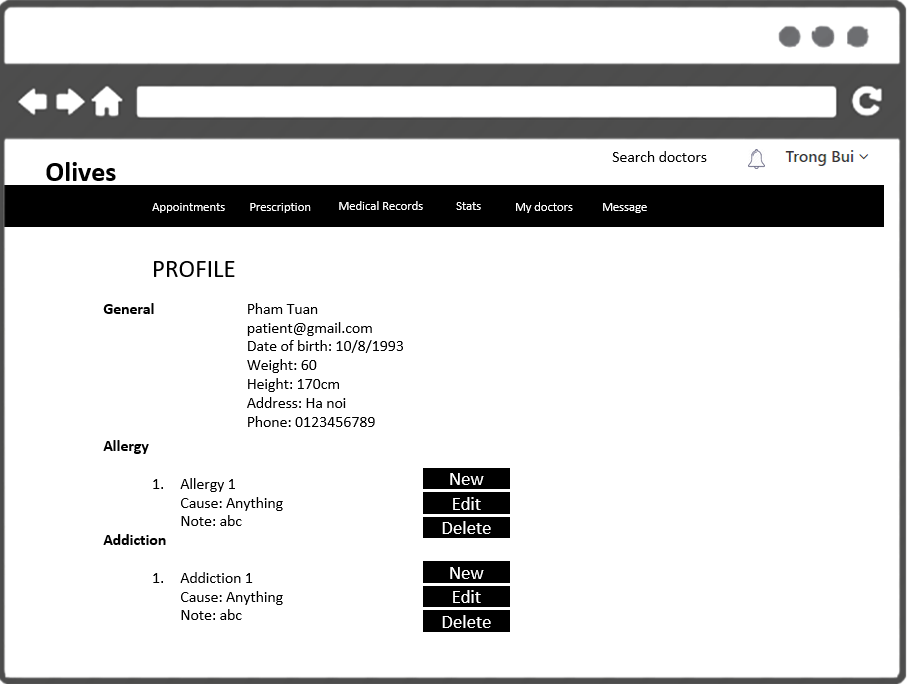 Search doctors
Trong Bui
Olives
Appointments Prescription Medical Records Stats My doctors Message
PROFILE
General
Pham Tuan
patient@gmail.com
Date of birth: 10/8/1993
Weight: 60
Height: 170cm
Address: Ha noi
Phone: 0123456789
Allergy
1. Allergy 1
Cause: Anything
Note: abc
New
Edit
Delete
Addiction
1. Addiction 1
Cause: Anything
Note: abc
New
Edit
Delete